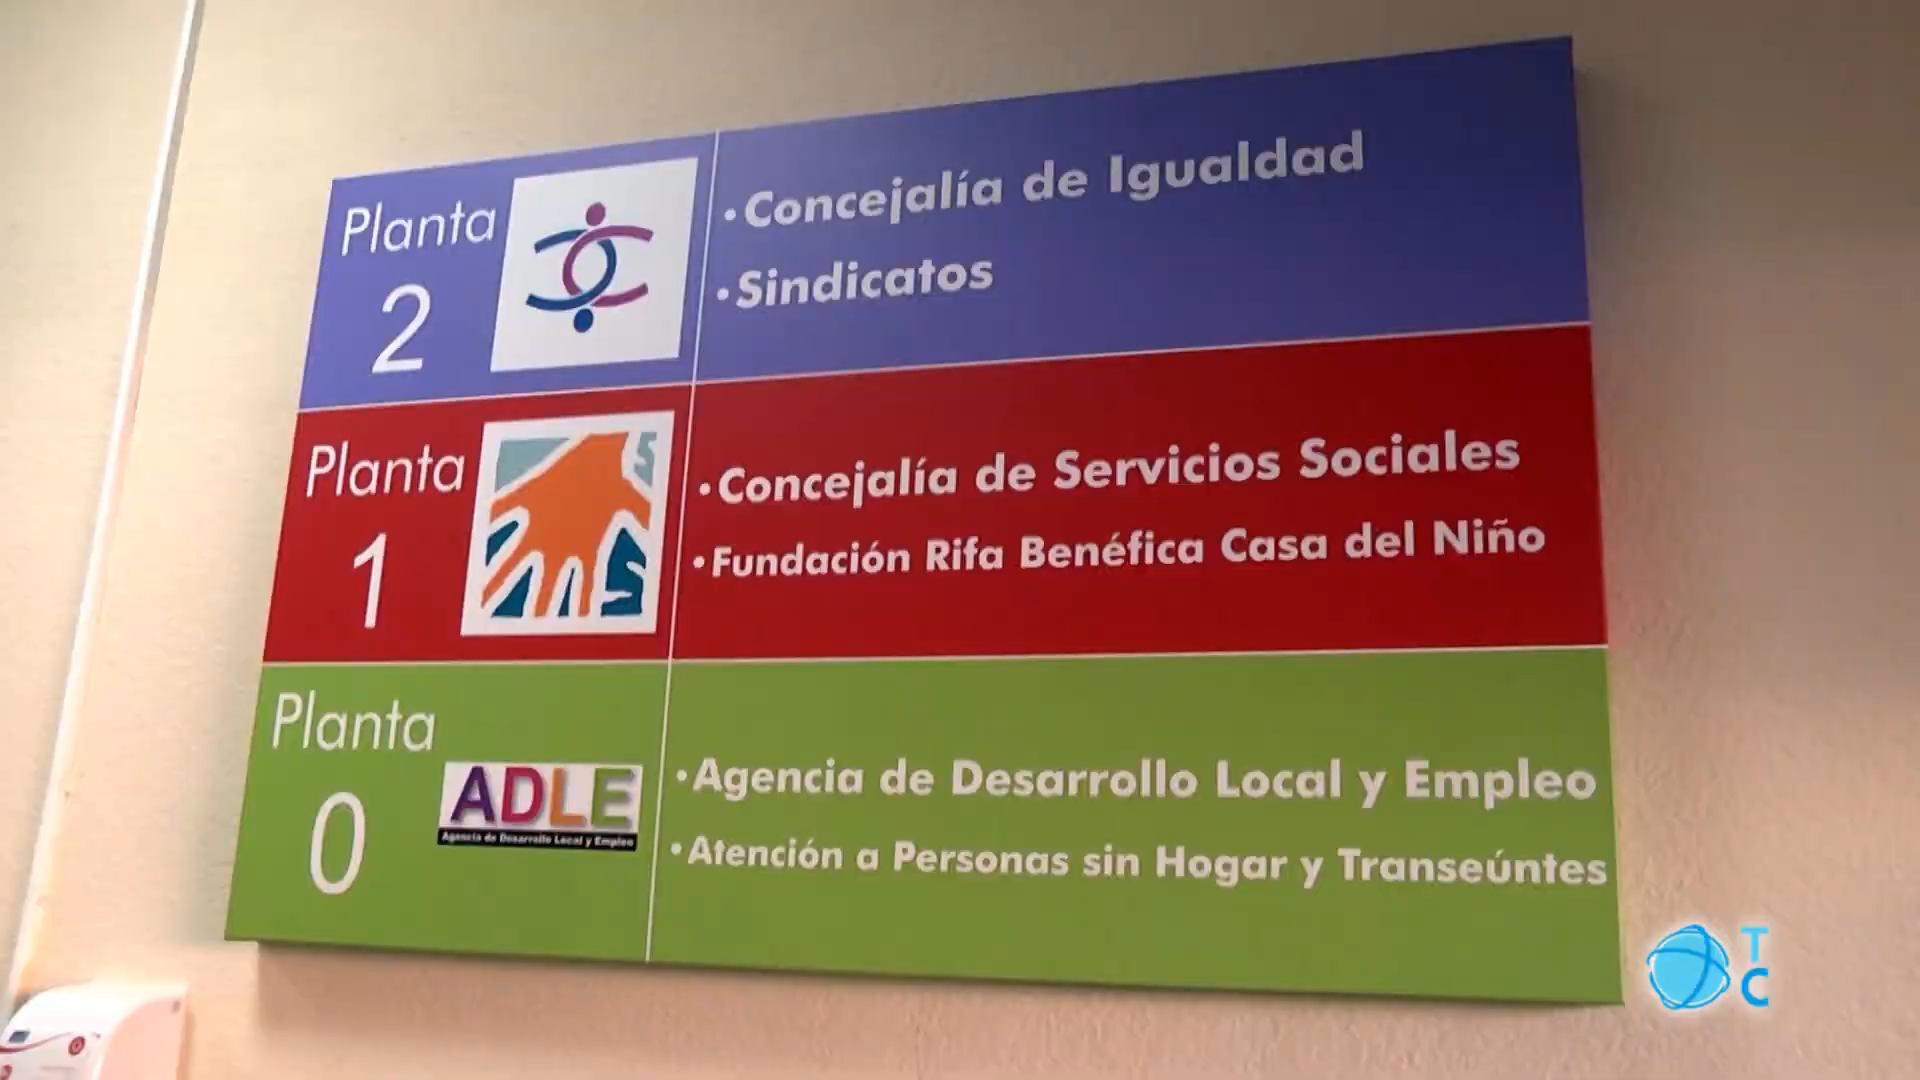 Planta
2
• Concejalía de Igualdad
• Sindicatos
Planta
1
• Concejalía de Servicios Sociales
• Fundación Rifa Benéfica Casa del Niño
Planta
0
ADLE
Agencia de Desarrollo Local y Empleo
• Agencia de Desarrollo Local y Empleo
• Atención a Personas sin Hogar y Transeúntes
T
C